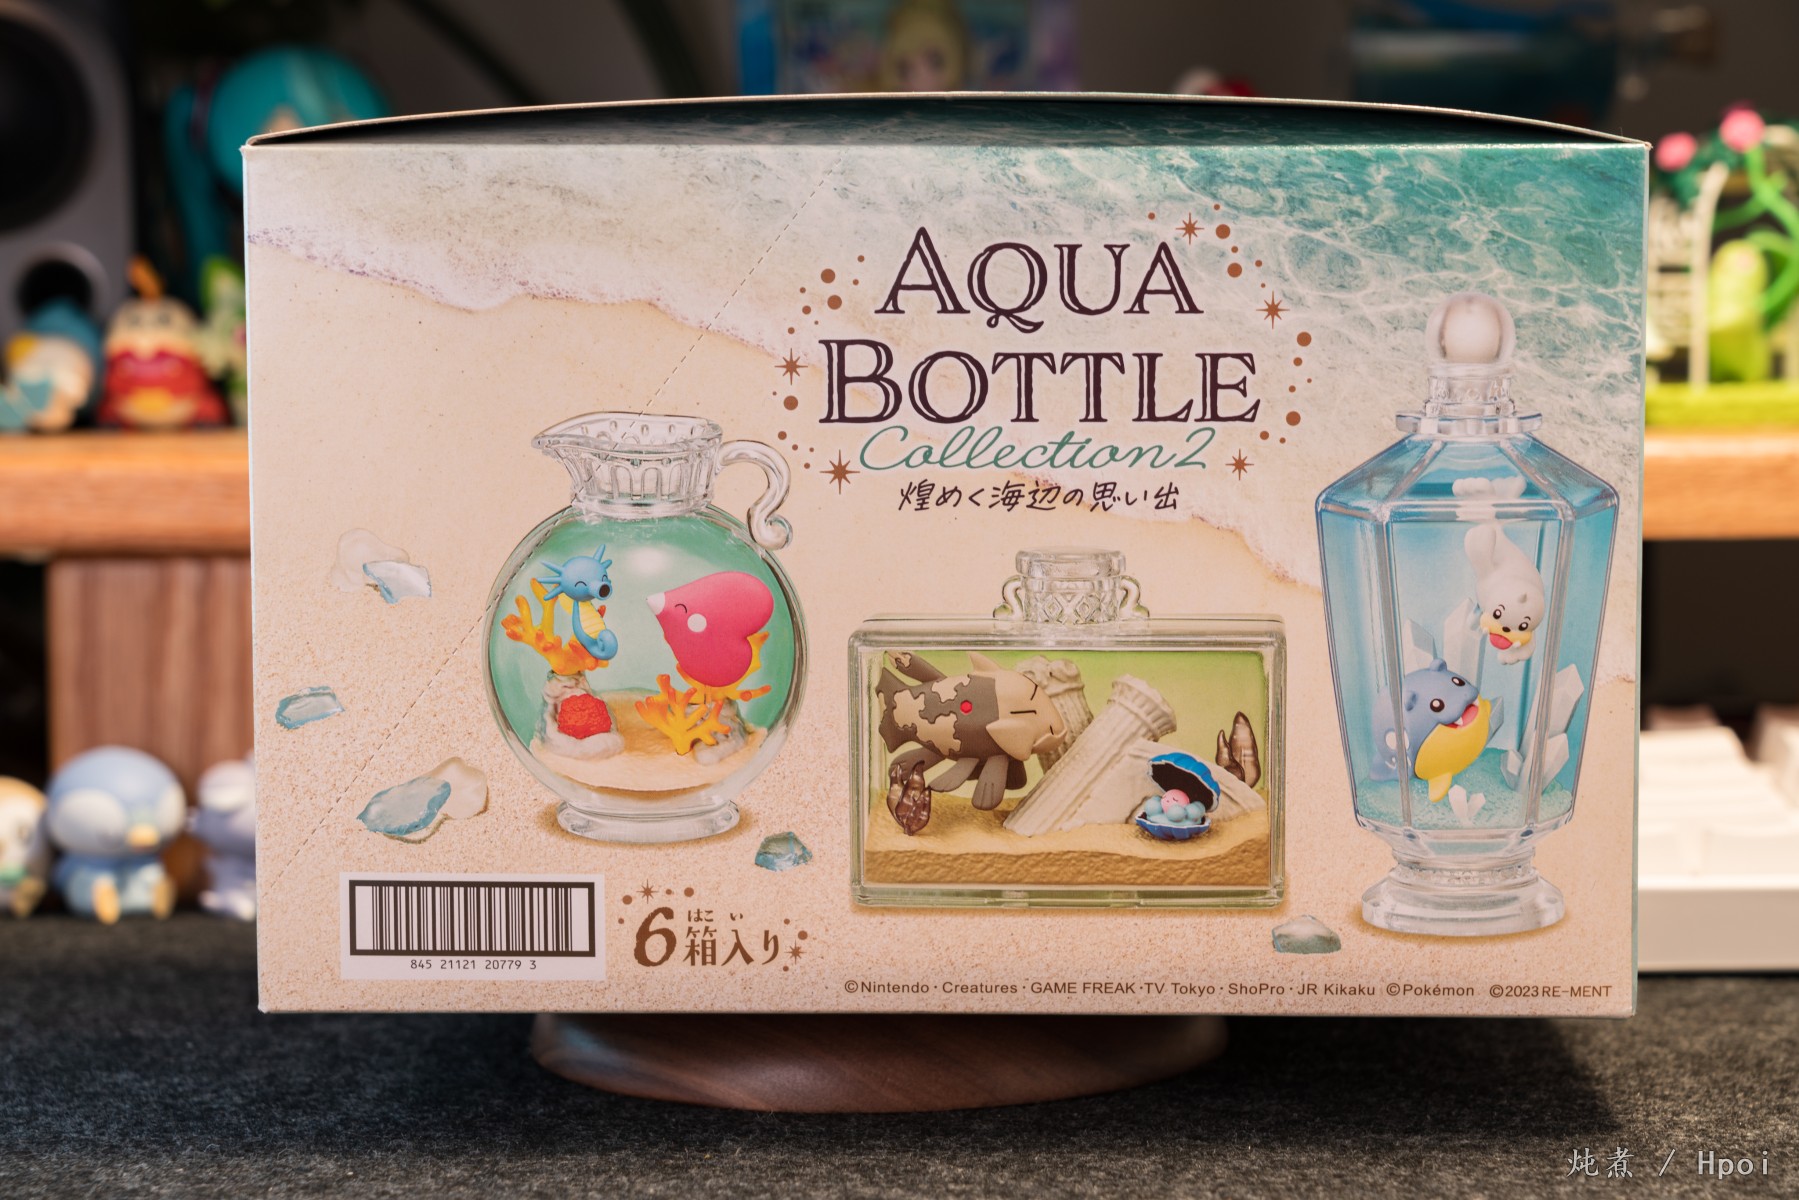 AQUA
BOTTLE
Collection2
煌めく海辺の思い出
845 21121 20779 3
はこ い
6箱入り
©Nintendo・Creatures・GAME FREAK・TV Tokyo・ShoPro・JR Kikaku ©Pokémon ©2023 RE-MENT
炖煮 / Hpoi